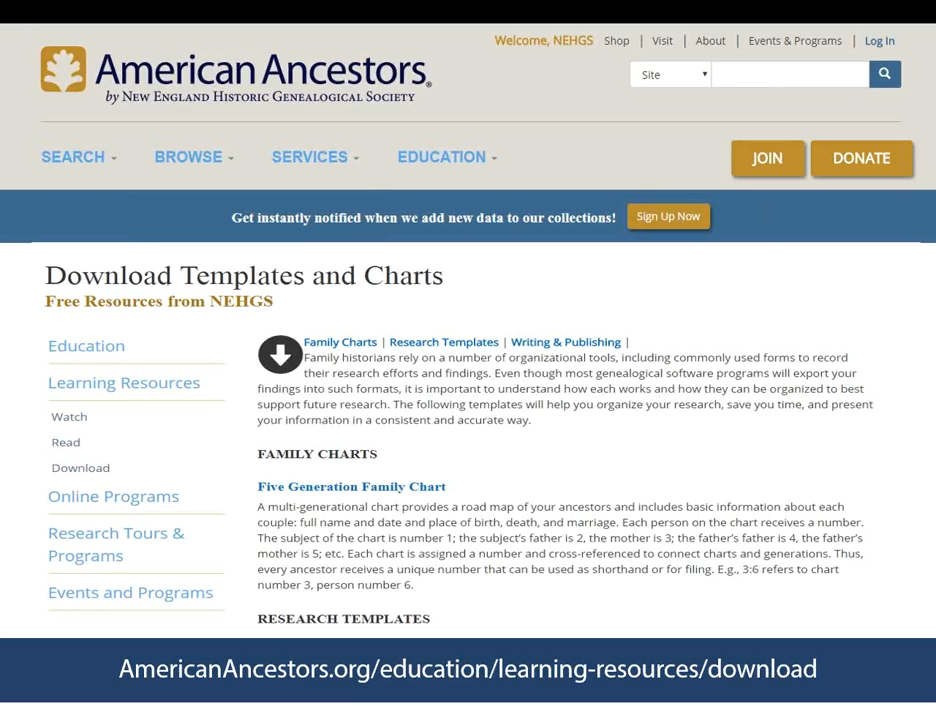 Welcome, NEHGS Shop | Visit | About | Events & Programs | Log In
American Ancestors®
by New England Historic Genealogical Society
Site
SEARCH BROWSE SERVICES EDUCATION
JOIN DONATE
Get instantly notified when we add new data to our collections! Sign Up Now
Download Templates and Charts
Free Resources from NEHGS
Education
Learning Resources
Watch
Read
Download
Online Programs
Research Tours &
Programs
Events and Programs
Family Charts | Research Templates | Writing & Publishing |
Family historians rely on a number of organizational tools, including commonly used forms to record
their research efforts and findings. Even though most genealogical software programs will export your
findings into such formats, it is important to understand how each works and how they can be organized to best
support future research. The following templates will help you organize your research, save you time, and present
your information in a consistent and accurate way.
FAMILY CHARTS
Five Generation Family Chart
A multi-generational chart provides a road map of your ancestors and includes basic information about each
couple: full name and date and place of birth, death, and marriage. Each person on the chart receives a number.
The subject of the chart is number 1; the subject's father is 2, the mother is 3; the father's father is 4, the father's
mother is 5; etc. Each chart is assigned a number and cross-referenced to connect charts and generations. Thus,
every ancestor receives a unique number that can be used as shorthand or for filing. E.g., 3:6 refers to chart
number 3, person number 6.
RESEARCH TEMPLATES
AmericanAncestors.org/education/learning-resources/download